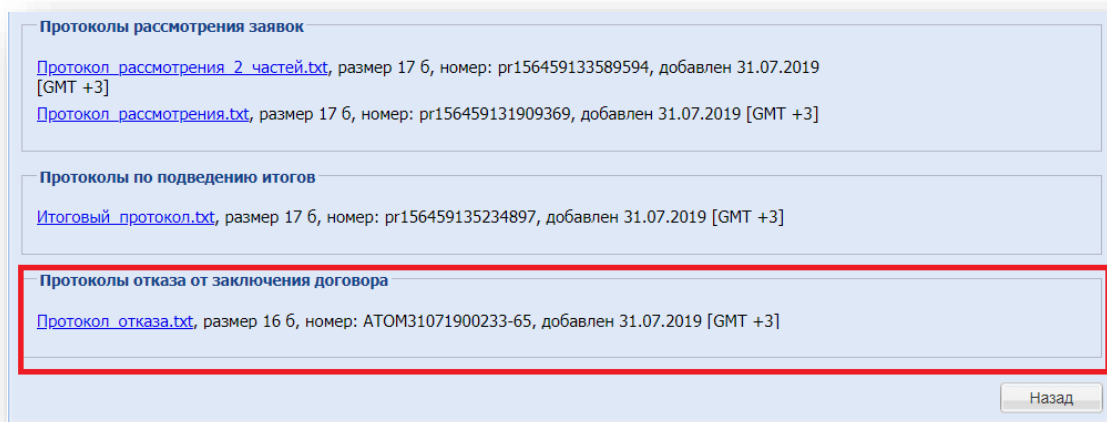 Протоколы рассмотрения заявок
Протокол_рассмотрения_2_частей.txt, размер 17 б, номер: pr156459133589594, добавлен 31.07.2019
[GMT +3]
Протокол_рассмотрения.txt, размер 17 б, номер: pr156459131909369, добавлен 31.07.2019 [GMT +3]
Протоколы по подведению итогов
Итоговый_протокол.txt, размер 17 б, номер: pr156459135234897, добавлен 31.07.2019 [GMT +3]
Протоколы отказа от заключения договора
Протокол_отказа.txt, размер 16 б, номер: ATOM31071900233-65, добавлен 31.07.2019 [GMT +3]
Назад